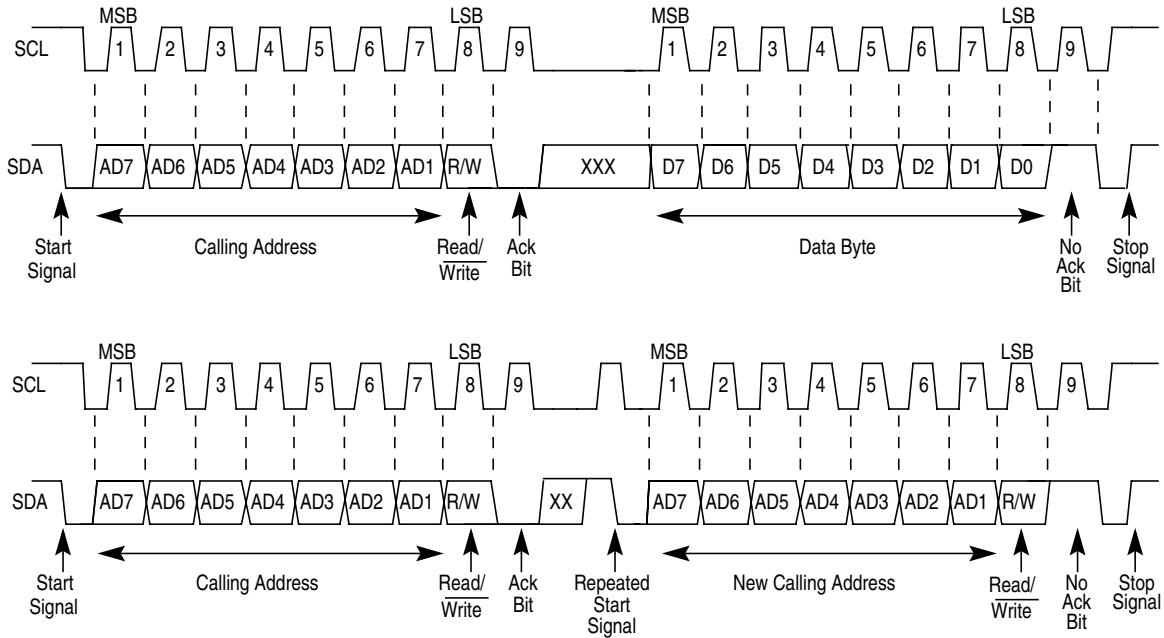 MSB LSB MSB LSB
SCL 1 2 3 4 5 6 7 8 9 1 2 3 4 5 6 7 8 9
SDA AD7 AD6 AD5 AD4 AD3 AD2 AD1 R/W XXX D7 D6 D5 D4 D3 D2 D1 D0
Start Signal
Calling Address
Read/Write
Ack Bit
Data Byte
No Ack Bit
Stop Signal
MSB LSB MSB LSB
SCL 1 2 3 4 5 6 7 8 9 1 2 3 4 5 6 7 8 9
SDA AD7 AD6 AD5 AD4 AD3 AD2 AD1 R/W XX AD7 AD6 AD5 AD4 AD3 AD2 AD1 R/W
Start Signal
Calling Address
Read/Write
Ack Bit
Repeated Start Signal
New Calling Address
Read/Write
No Ack Bit
Stop Signal